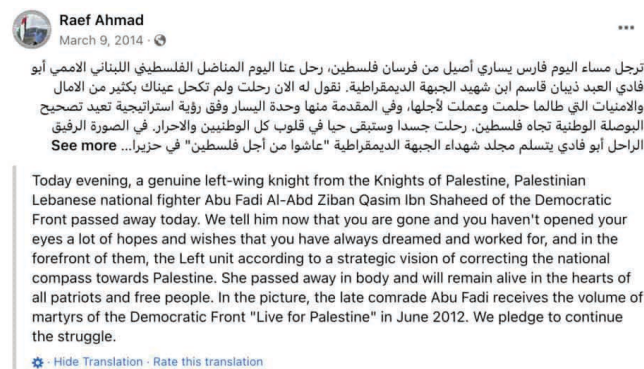 Raef Ahmad
March 9, 2014 ·
ترجل مساء اليوم فارس يساري أصيل من فرسان فلسطين، رحل عنا اليوم المناضل الفلسطيني اللبناني الاممي أبو
فادي العبد ذيبان قاسم ابن شهيد الجبهة الديمقراطية. نقول له الان رحلت ولم تكحل عيناك بكثير من الامال
والامنيات التي طالما حلمت وعملت لأجلها، وفي المقدمة منها وحدة اليسار وفق رؤية استراتيجية تعيد تصحيح
البوصلة الوطنية تجاه فلسطين. رحلت جسدا وستبقى حيا في قلوب كل الوطنيين والاحرار. في الصورة الرفيق
الراحل أبو فادي يتسلم مجلد شهداء الجبهة الديمقراطية "عاشوا من أجل فلسطين" في حزيرا... See more
Today evening, a genuine left-wing knight from the Knights of Palestine, Palestinian
Lebanese national fighter Abu Fadi Al-Abd Ziban Qasim Ibn Shaheed of the Democratic
Front passed away today. We tell him now that you are gone and you haven't opened your
eyes a lot of hopes and wishes that you have always dreamed and worked for, and in the
forefront of them, the Left unit according to a strategic vision of correcting the national
compass towards Palestine. She passed away in body and will remain alive in the hearts of
all patriots and free people. In the picture, the late comrade Abu Fadi receives the volume of
martyrs of the Democratic Front "Live for Palestine" in June 2012. We pledge to continue
the struggle.
· Hide Translation · Rate this translation